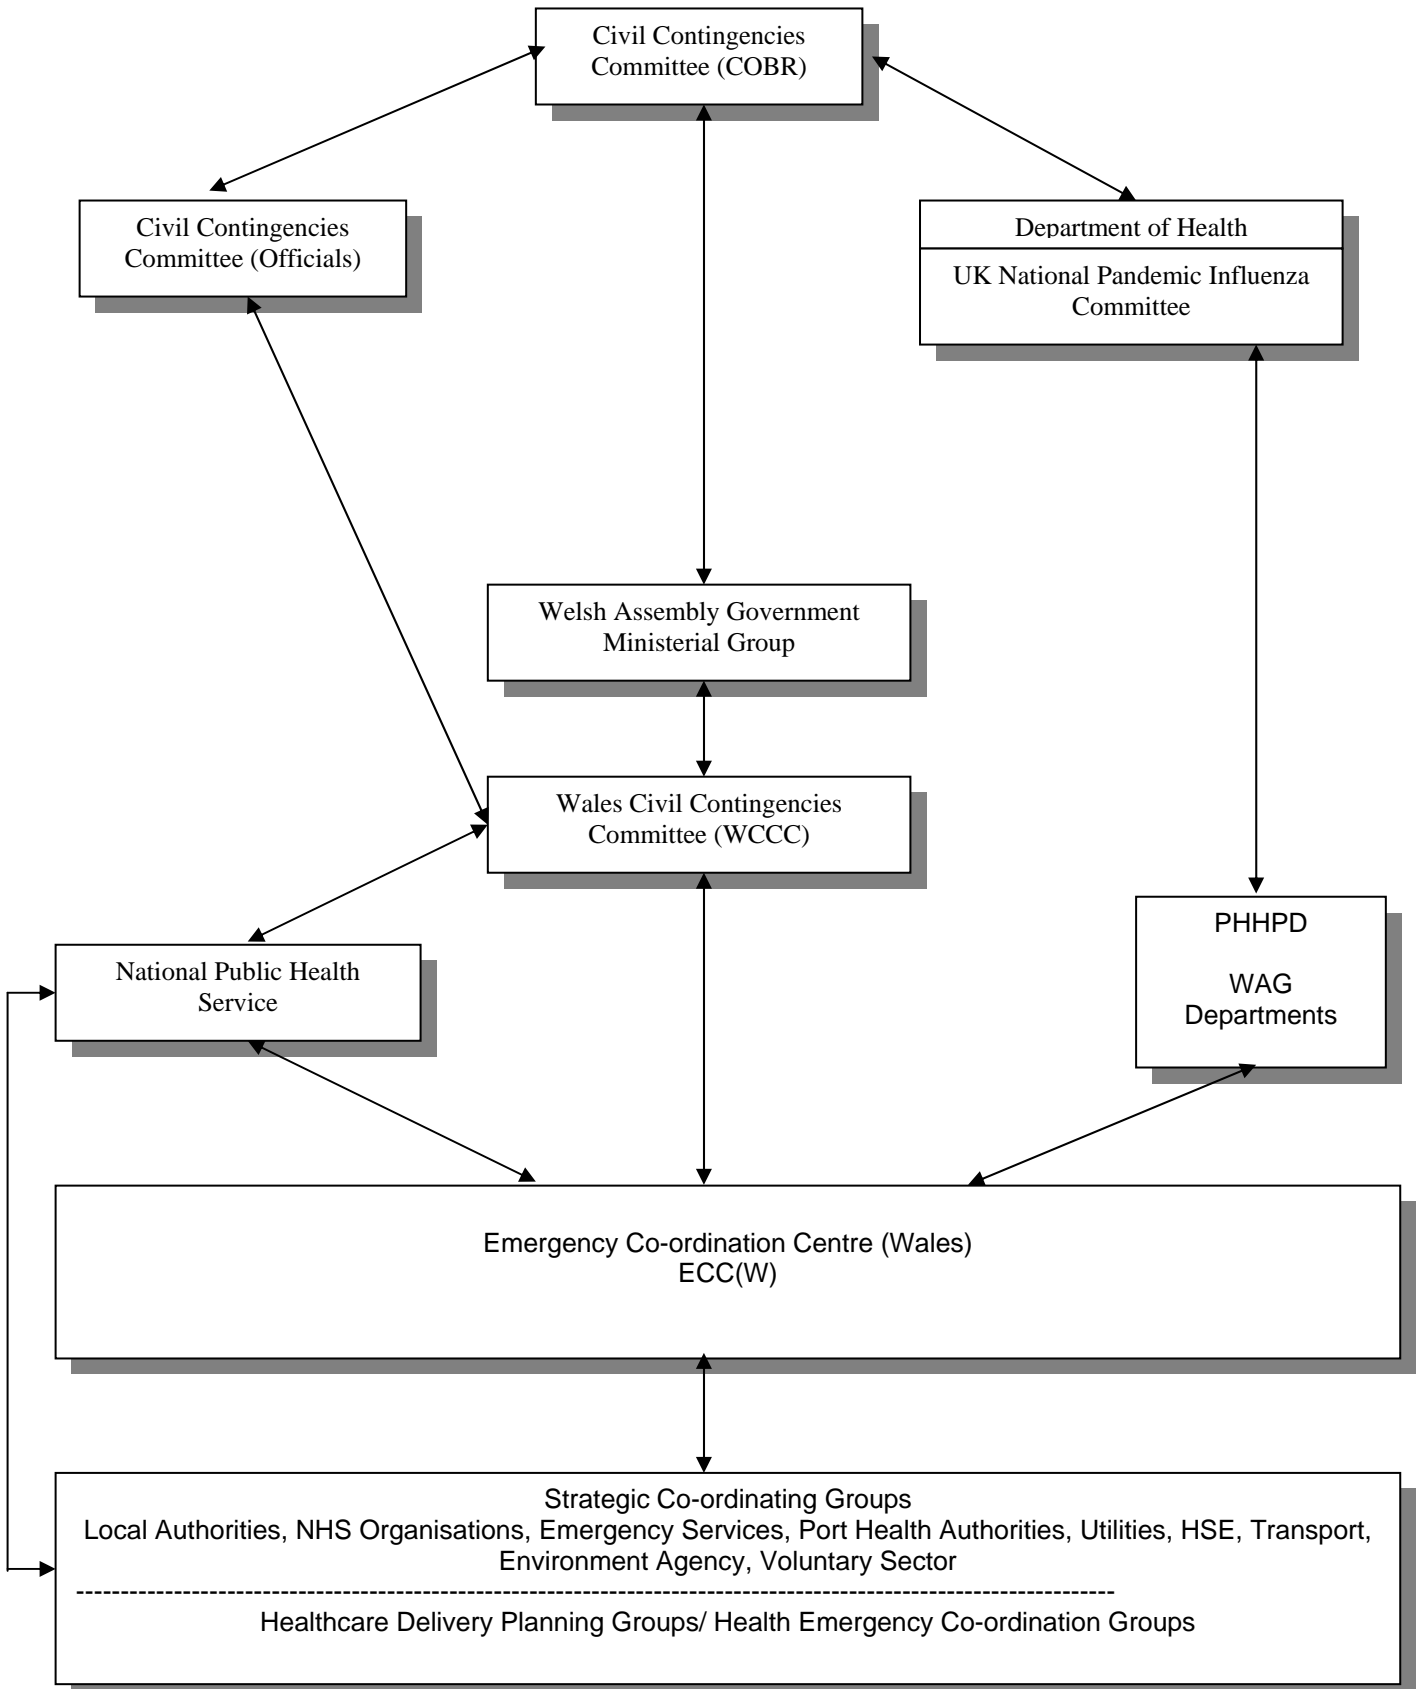 Civil Contingencies
Committee (COBR)
Civil Contingencies
Committee (Officials)
Department of Health
UK National Pandemic Influenza
Committee
Welsh Assembly Government
Ministerial Group
Wales Civil Contingencies
Committee (WCCC)
National Public Health
Service
PHHPD
WAG
Departments
Emergency Co-ordination Centre (Wales)
ECC(W)
Strategic Co-ordinating Groups
Local Authorities, NHS Organisations, Emergency Services, Port Health Authorities, Utilities, HSE, Transport,
Environment Agency, Voluntary Sector
Healthcare Delivery Planning Groups/ Health Emergency Co-ordination Groups